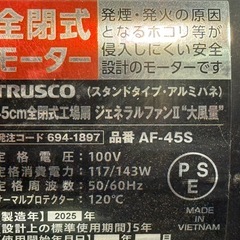 全閉式
モーター
発煙・発火の原因
となるホコリ等が
侵入しにくい安全
設計のモーターです
TRUSCO (スタンドタイプ・アルミハネ)
5cm全閉式工場扇 ジェネラルファンⅡ"大風量"
発注コード 694-1897 品番 AF-45S
定格電圧：100V
定格消費電力：117/143W
定格周波数：50/60Hz
サーマルプロテクター：120℃
PSE
製造年】2025年
設計上の標準使用期間】5年
MADE IN
VIETNAM